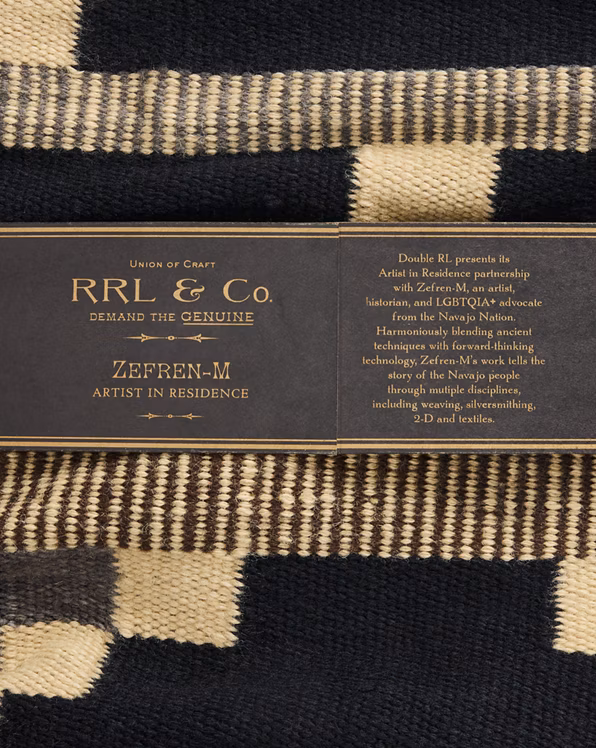 Union of Craft
RRL & Co.
DEMAND THE GENUINE
Zefren-M
ARTIST IN RESIDENCE
Double RL presents its
Artist in Residence partnership
with Zefren-M, an artist,
historian, and LGBTQIA+ advocate
from the Navajo Nation.
Harmoniously blending ancient
techniques with forward-thinking
technology, Zefren-M's work tells the
story of the Navajo people
through mutiple disciplines,
including weaving, silversmithing,
2-D and textiles.